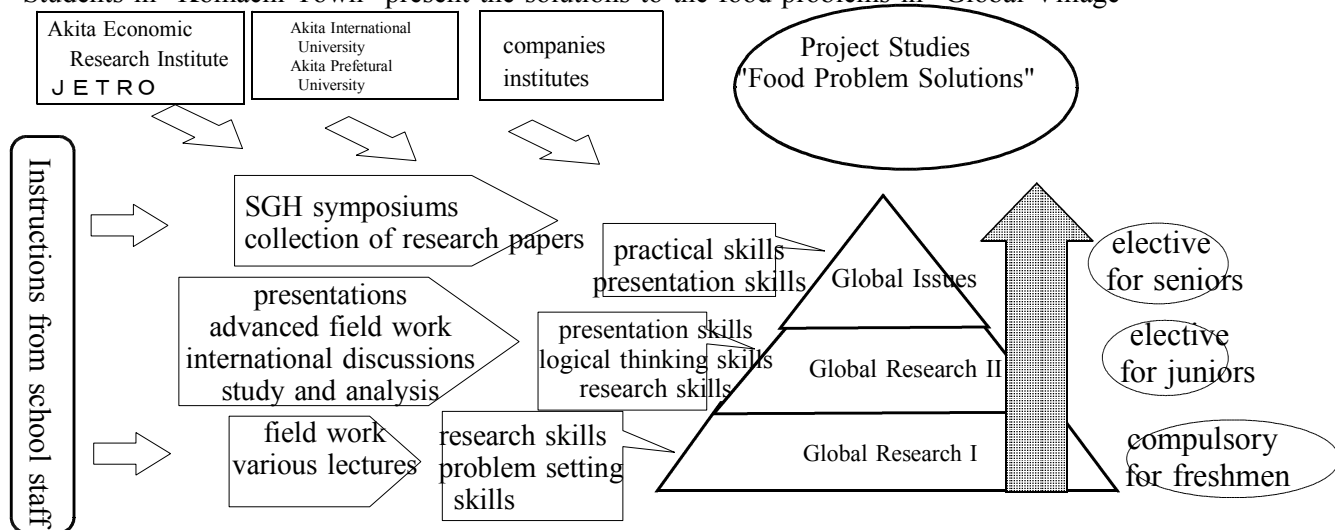 Students in "Komachi Town" present the solutions to the food problems in "Global Village"
Akita Economic
Research Institute
JETRO
Akita International
University
Akita Prefetural
University
companies
institutes
Project Studies
"Food Problem Solutions"
Instructions from school staff
SGH symposiums
collection of research papers
practical skills
presentation skills
Global Issues
elective
for seniors
presentations
advanced field work
international discussions
study and analysis
presentation skills
logical thinking skills
research skills
Global Research II
elective
for juniors
field work
various lectures
research skills
problem setting
skills
Global Research I
compulsory
for freshmen